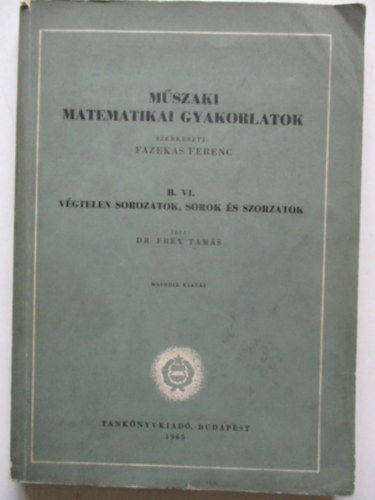 MŰSZAKI
MATEMATIKAI GYAKORLATOK
SZERKESZTI:
FAZEKAS FERENC
B. VI.
VÉGTELEN SOROZATOK, SOROK ÉS SZORZATOK
ÍRTA:
DR. FREY TAMÁS
MÁSODIK KIADÁS
TANKÖNYVKIADÓ, BUDAPEST
1965